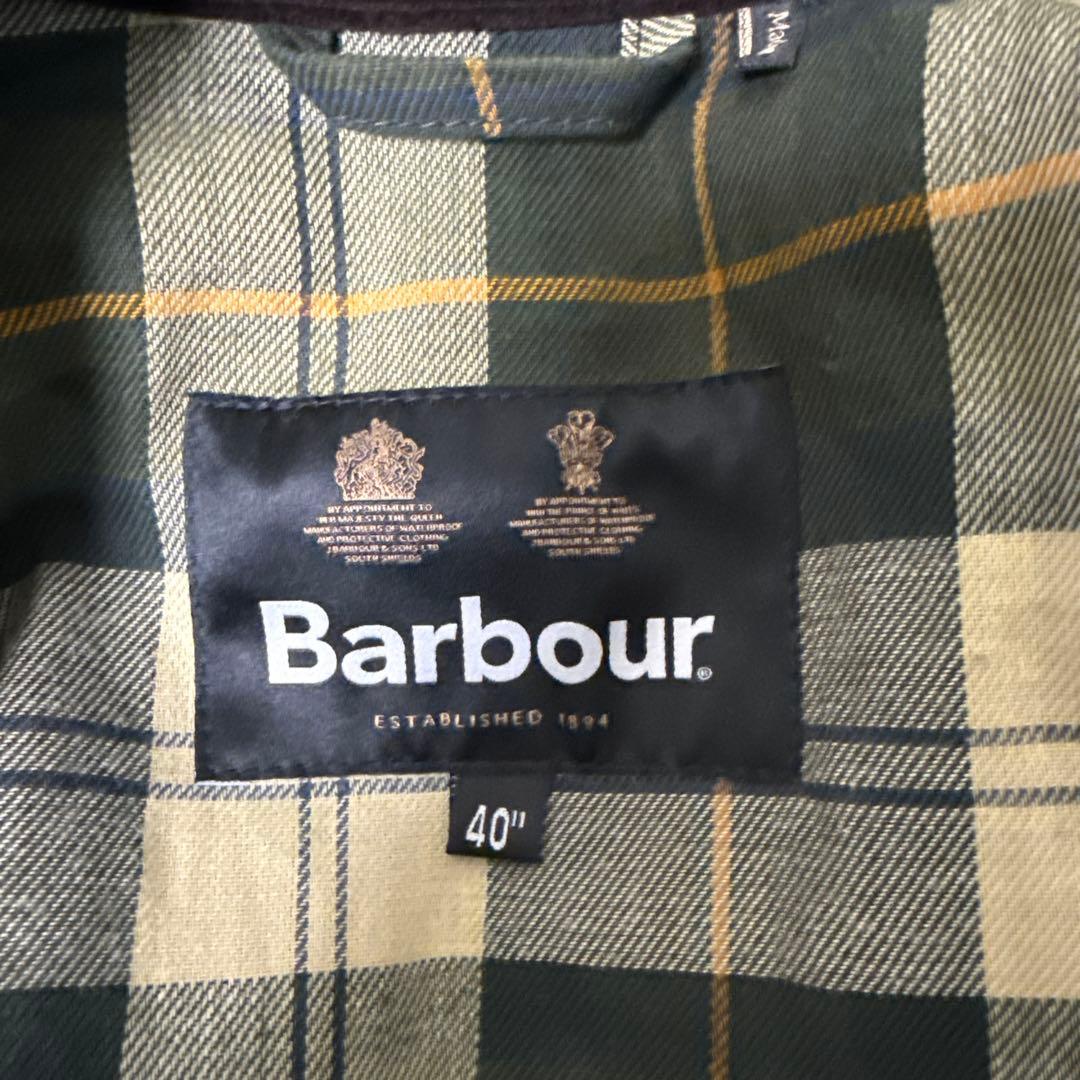 BY APPOINTMENT TO
HER MAJESTY THE QUEEN
MANUFACTURERS OF WATERPROOF
AND PROTECTIVE CLOTHING
J BARBOUR & SONS LTD
SOUTH SHIELDS
BY APPOINTMENT TO
HRH THE PRINCE OF WALES
MANUFACTURERS OF WATERPROOF
AND PROTECTIVE CLOTHING
J BARBOUR & SONS LTD
SOUTH SHIELDS
Barbour®
ESTABLISHED 1894
40"